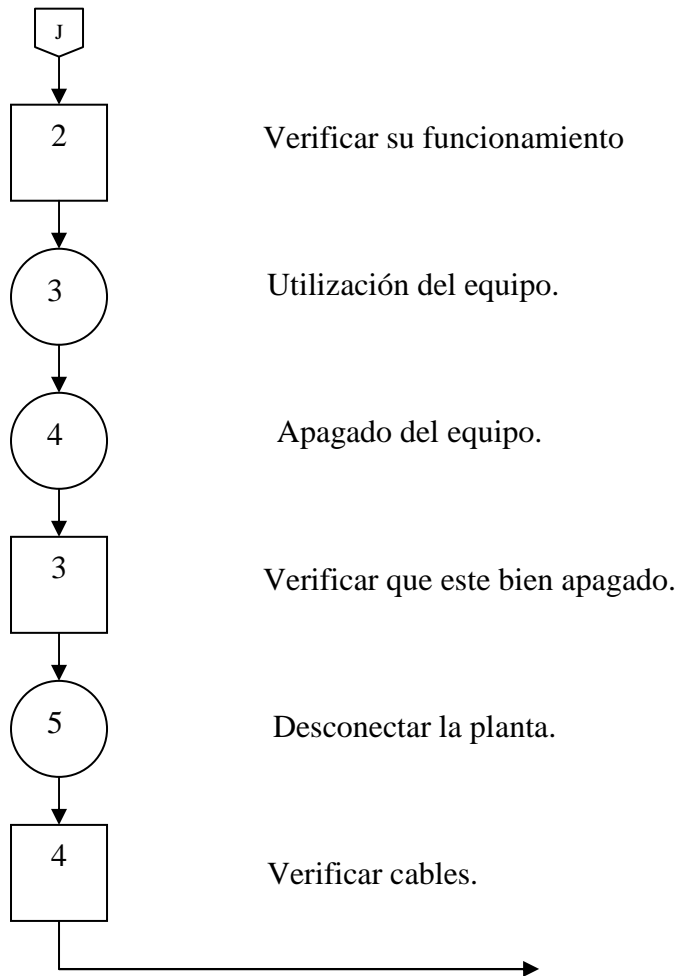 J
2 Verificar su funcionamiento
3 Utilización del equipo.
4 Apagado del equipo.
3 Verificar que este bien apagado.
5 Desconectar la planta.
4 Verificar cables.